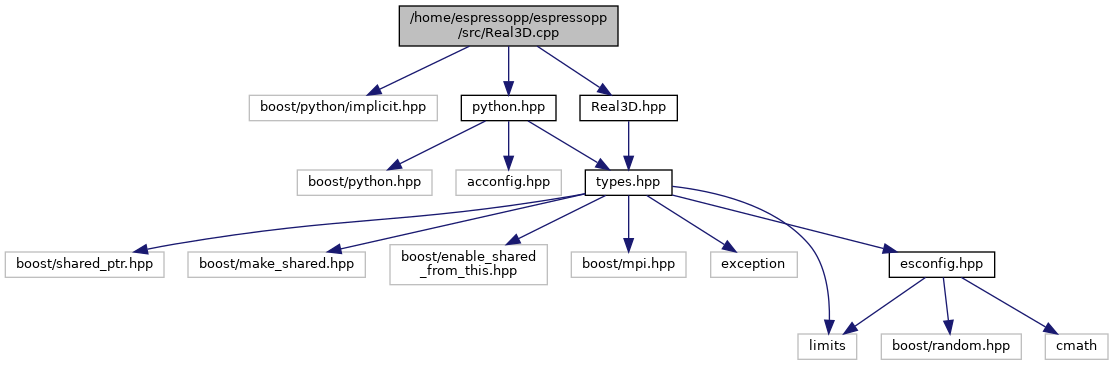 /home/espressopp/espressopp
/src/Real3D.cpp
boost/python/implicit.hpp
python.hpp
Real3D.hpp
boost/python.hpp
acconfig.hpp
types.hpp
boost/shared_ptr.hpp
boost/make_shared.hpp
boost/enable_shared
_from_this.hpp
boost/mpi.hpp
exception
esconfig.hpp
limits
boost/random.hpp
cmath